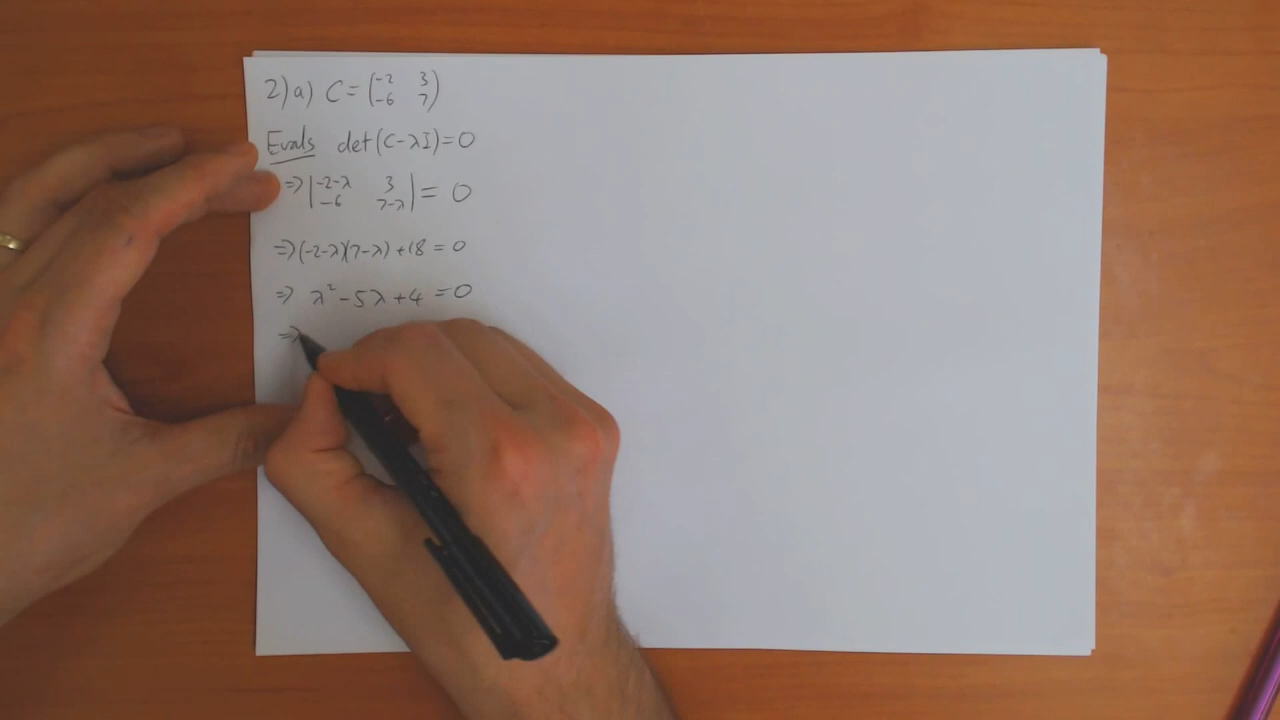 2) a) C = (-2 3
-6 7)
Evals det(C-λI)=0
=> |-2-λ 3
-6 7-λ| = 0
=> (-2-λ)(7-λ) +18 = 0
=> λ²-5λ+4 = 0
=>